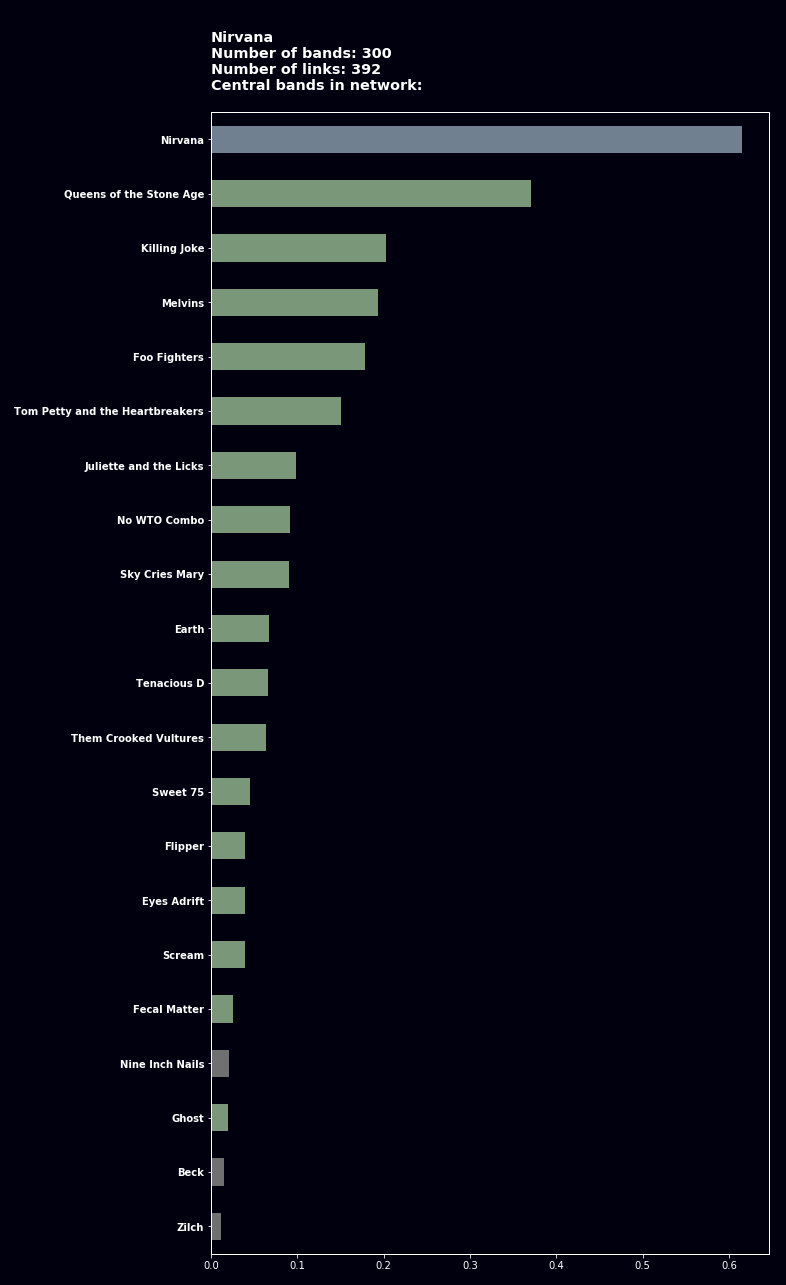 Nirvana
Number of bands: 300
Number of links: 392
Central bands in network:
Nirvana
Queens of the Stone Age
Killing Joke
Melvins
Foo Fighters
Tom Petty and the Heartbreakers
Juliette and the Licks
No WTO Combo
Sky Cries Mary
Earth
Tenacious D
Them Crooked Vultures
Sweet 75
Flipper
Eyes Adrift
Scream
Fecal Matter
Nine Inch Nails
Ghost
Beck
Zilch
0.0 0.1 0.2 0.3 0.4 0.5 0.6